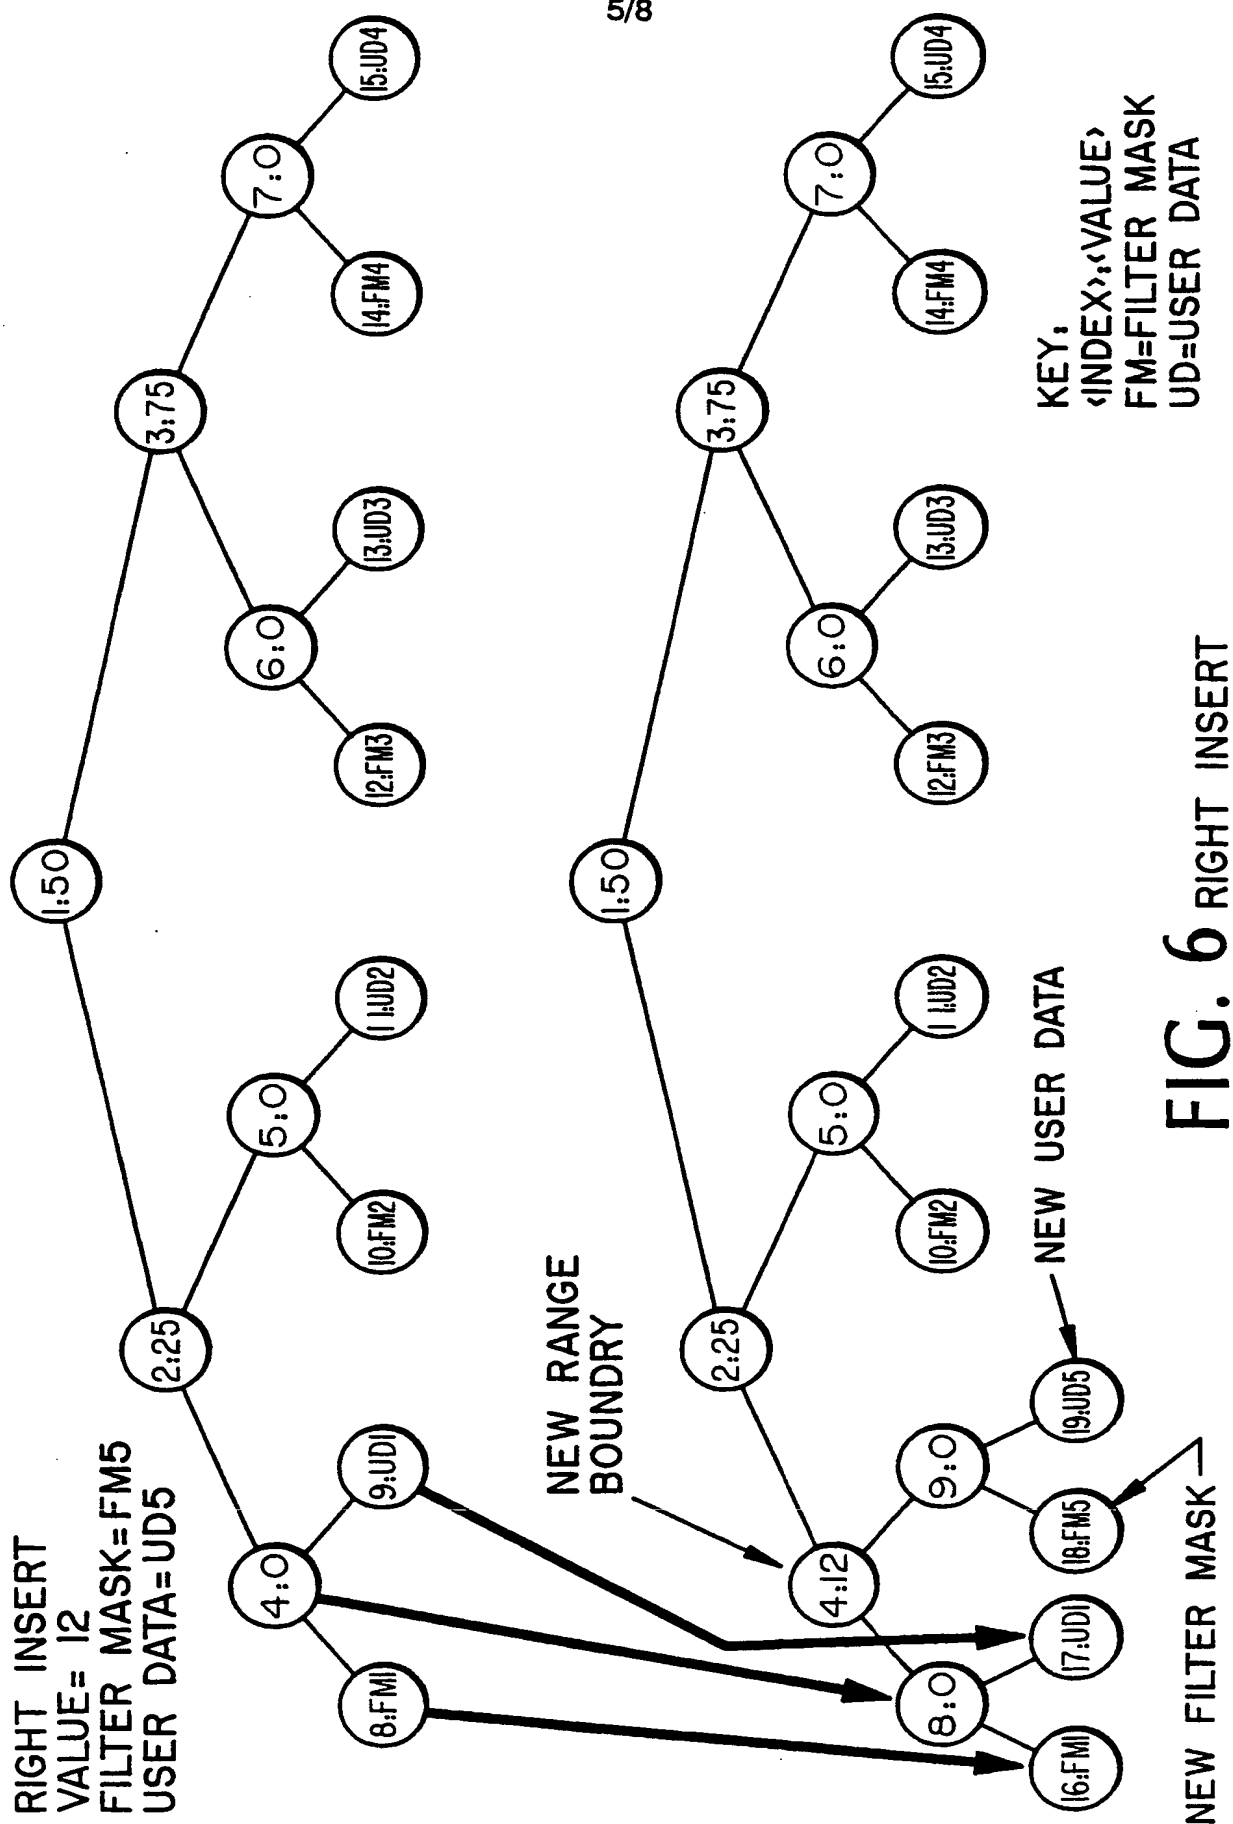 5/8
RIGHT INSERT
VALUE= 12
FILTER MASK=FM5
USER DATA=UD5
1:50
2:25
3:75
4:0
5:0
6:0
7:0
8:FM1
9:UD1
10:FM2
11:UD2
12:FM3
13:UD3
14:FM4
15:UD4
NEW RANGE
BOUNDRY
1:50
2:25
3:75
4:12
5:0
6:0
7:0
8:0
9:0
10:FM2
11:UD2
12:FM3
13:UD3
14:FM4
15:UD4
16:FM1
17:UD1
18:FM5
19:UD5
NEW USER DATA
NEW FILTER MASK
KEY:
<INDEX>:<VALUE>
FM=FILTER MASK
UD=USER DATA
FIG. 6 RIGHT INSERT